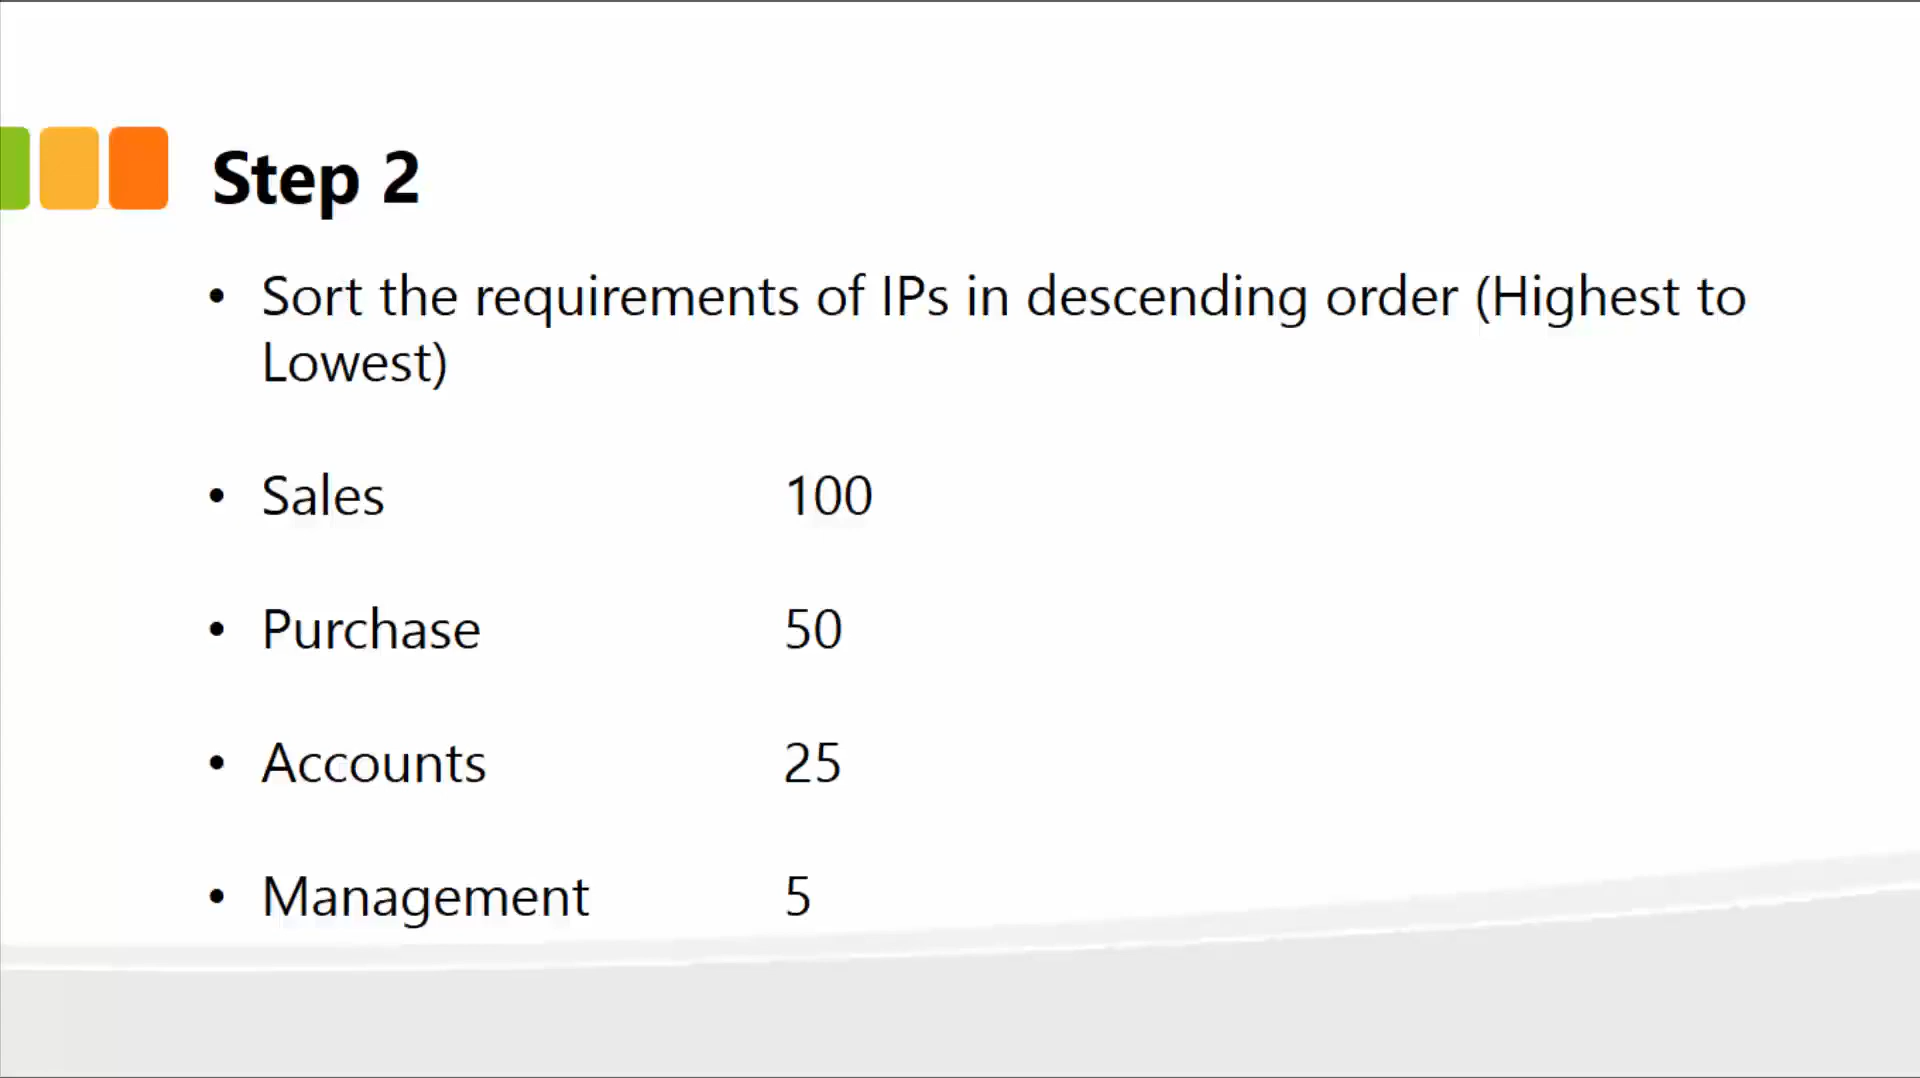 Step 2
• Sort the requirements of IPs in descending order (Highest to
Lowest)
• Sales 100
• Purchase 50
• Accounts 25
• Management 5